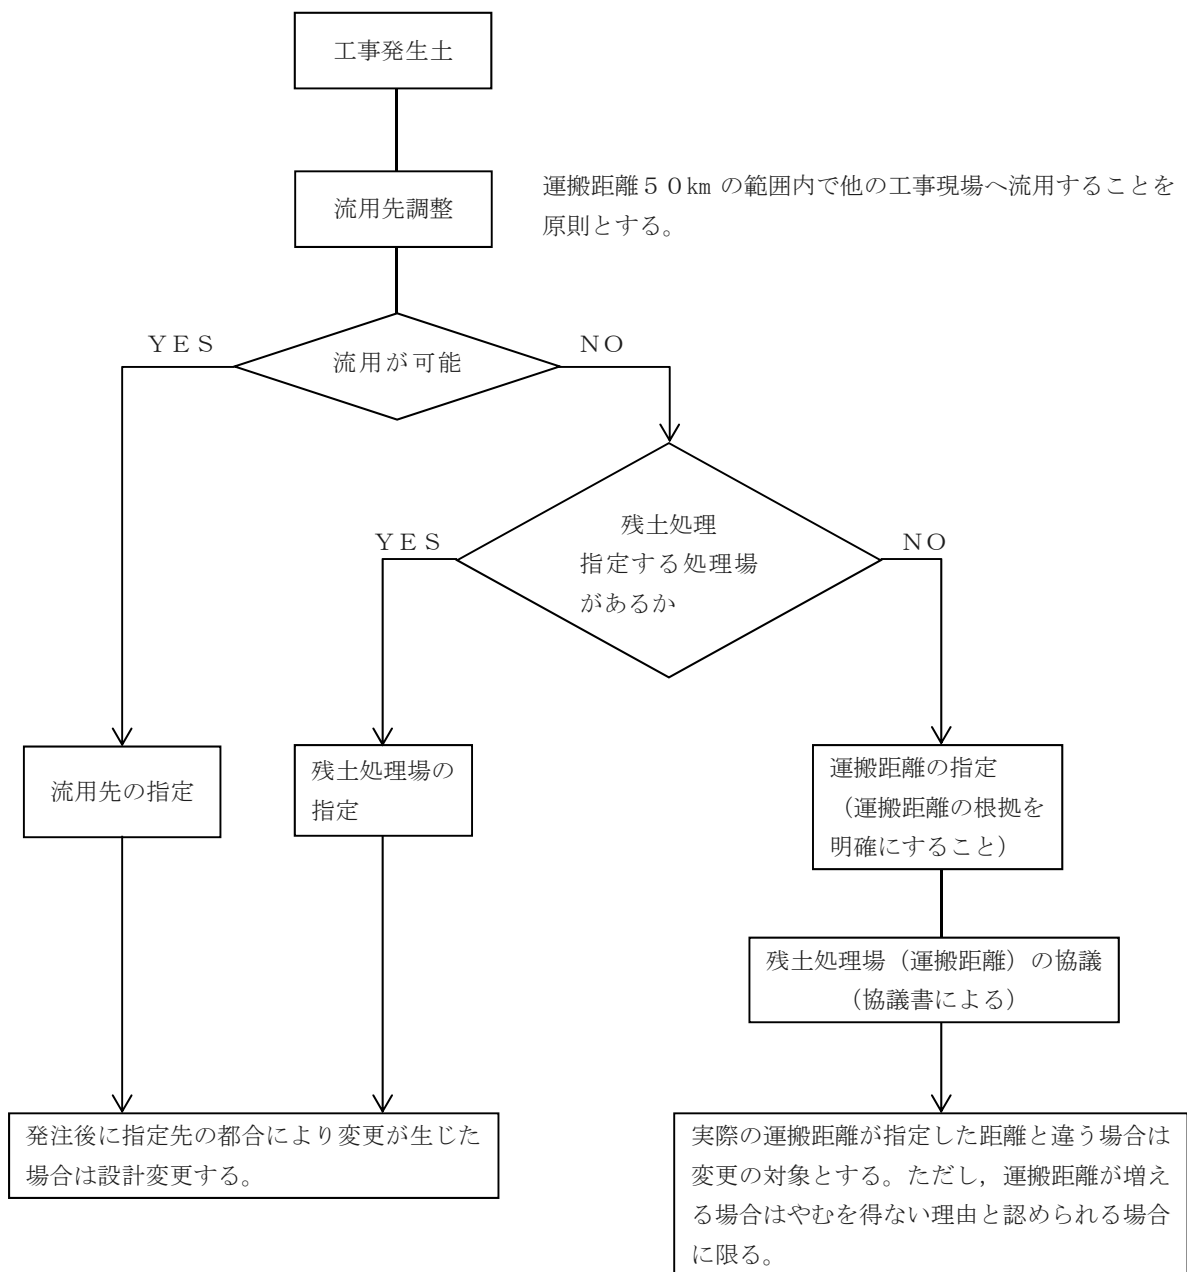 工事発生土
流用先調整
運搬距離５０km の範囲内で他の工事現場へ流用することを
原則とする。
ＹＥＳ
流用が可能
ＮＯ
ＹＥＳ
残土処理
指定する処理場
があるか
ＮＯ
流用先の指定
残土処理場の
指定
運搬距離の指定
（運搬距離の根拠を
明確にすること）
残土処理場（運搬距離）の協議
（協議書による）
発注後に指定先の都合により変更が生じた
場合は設計変更する。
実際の運搬距離が指定した距離と違う場合は
変更の対象とする。ただし，運搬距離が増え
る場合はやむを得ない理由と認められる場合
に限る。